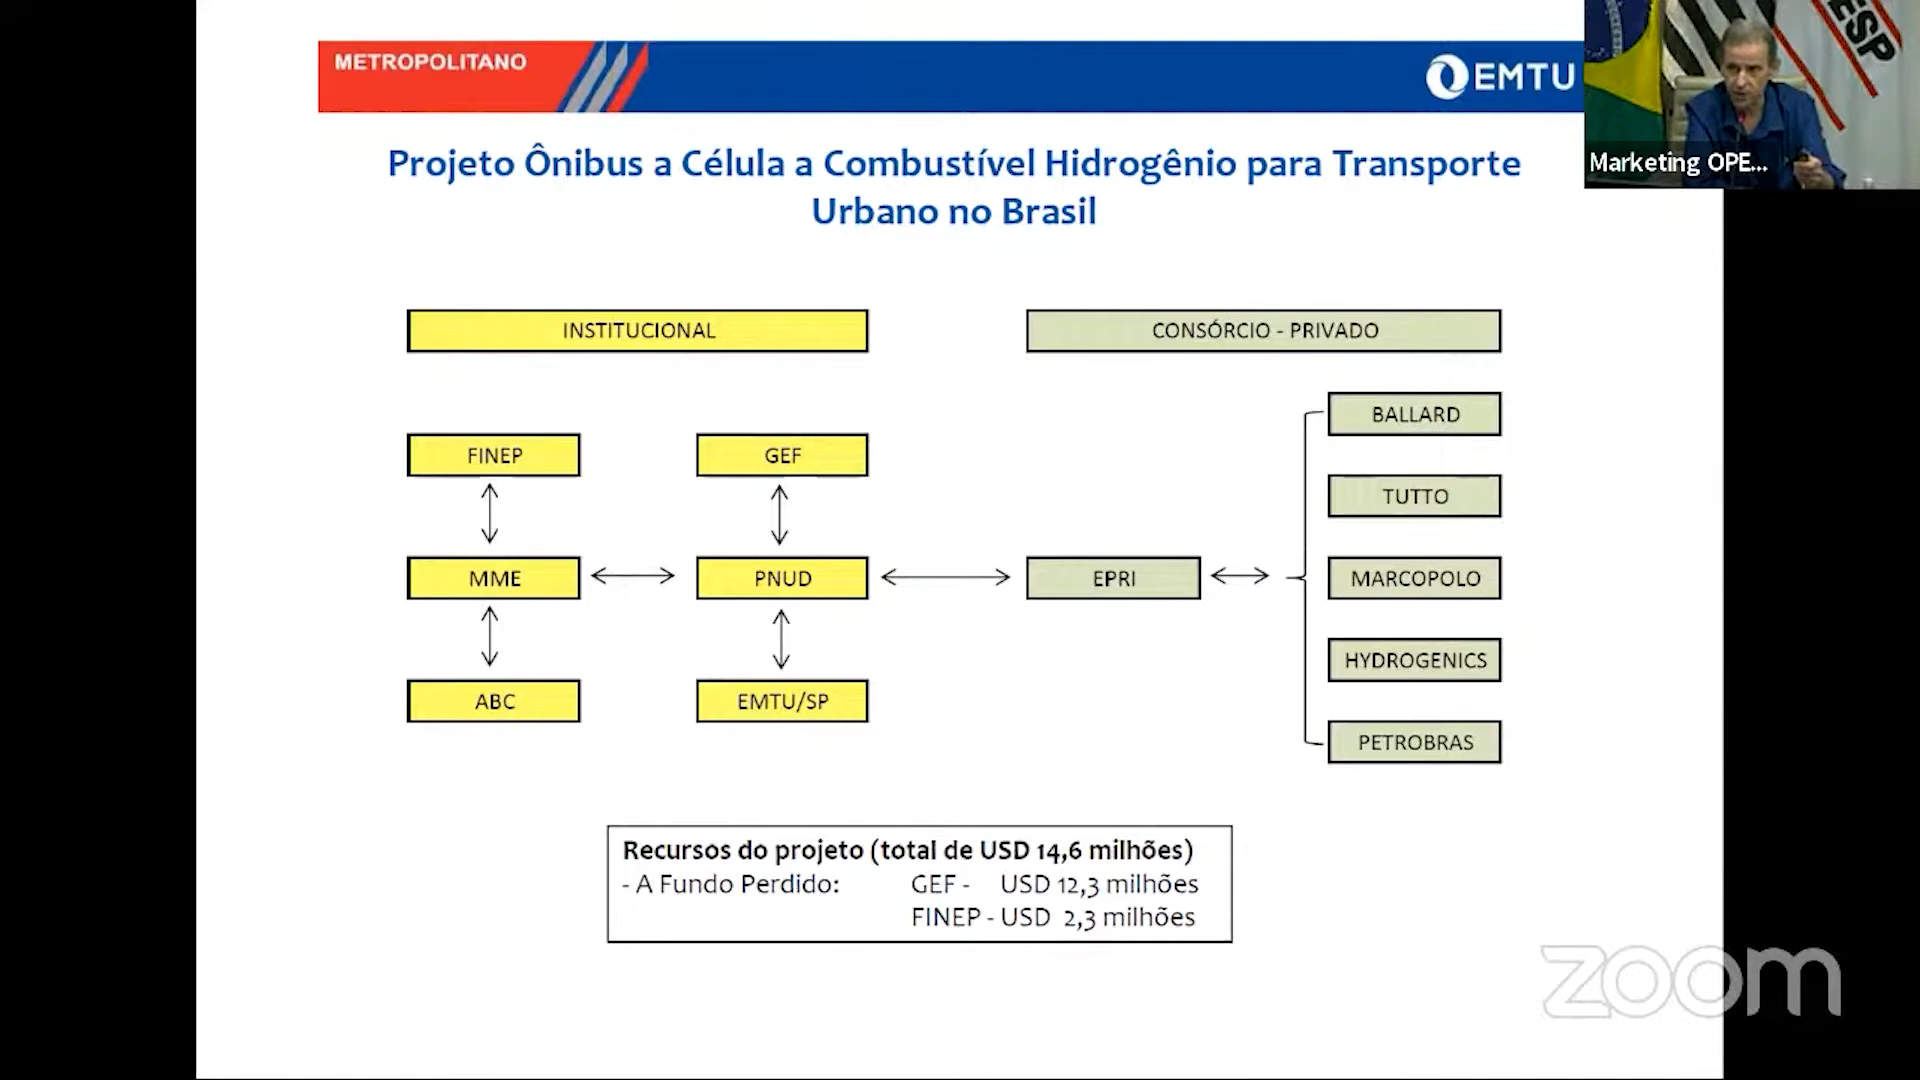 METROPOLITANO
EMTU
ESP
Marketing OPE...
Projeto Ônibus a Célula a Combustível Hidrogênio para Transporte
Urbano no Brasil
INSTITUCIONAL
CONSÓRCIO - PRIVADO
FINEP
GEF
MME
PNUD
ABC
EMTU/SP
EPRI
BALLARD
TUTTO
MARCOPOLO
HYDROGENICS
PETROBRAS
Recursos do projeto (total de USD 14,6 milhões)
- A Fundo Perdido: GEF - USD 12,3 milhões
FINEP - USD 2,3 milhões
zoom